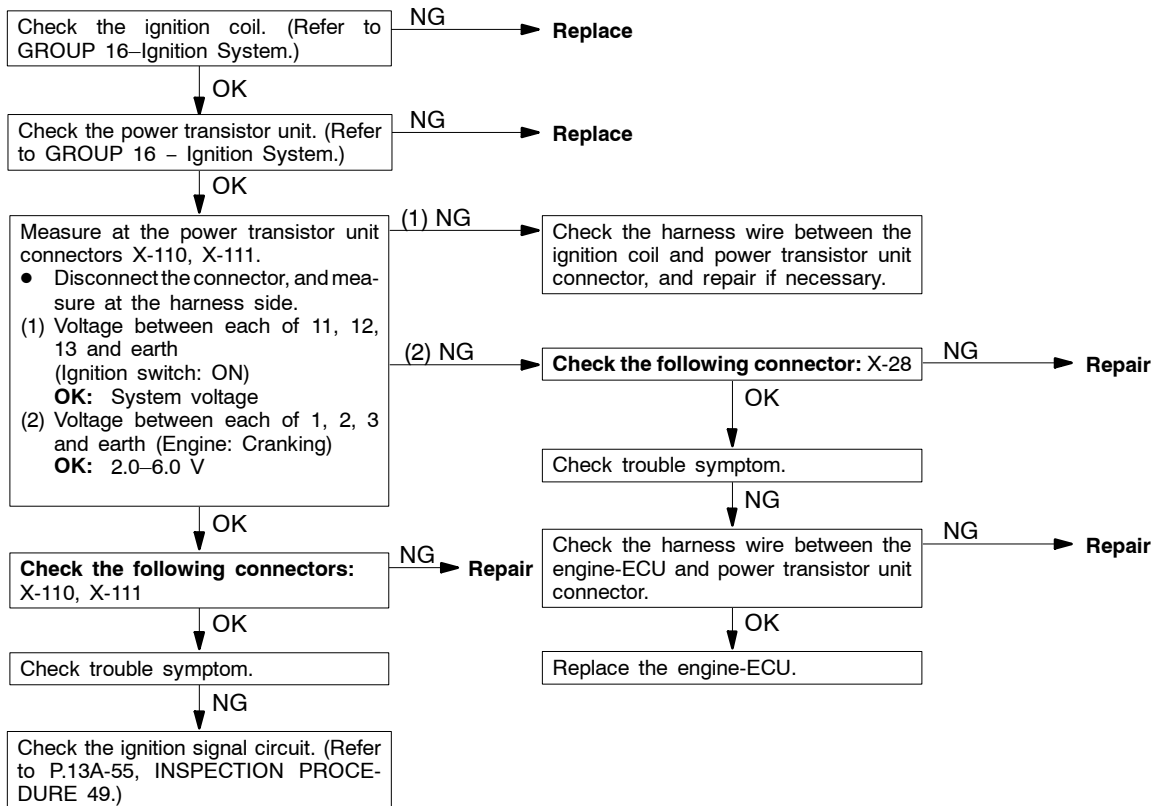 Check the ignition coil. (Refer to
GROUP 16–Ignition System.)
NG
Replace
OK
Check the power transistor unit. (Refer
to GROUP 16 – Ignition System.)
NG
Replace
OK
Measure at the power transistor unit
connectors X-110, X-111.
● Disconnect the connector, and mea-
sure at the harness side.
(1) Voltage between each of 11, 12,
13 and earth
(Ignition switch: ON)
OK: System voltage
(2) Voltage between each of 1, 2, 3
and earth (Engine: Cranking)
OK: 2.0–6.0 V
(1) NG
Check the harness wire between the
ignition coil and power transistor unit
connector, and repair if necessary.
(2) NG
Check the following connector: X-28
NG
Repair
OK
Check trouble symptom.
NG
Check the harness wire between the
engine-ECU and power transistor unit
connector.
NG
Repair
OK
Replace the engine-ECU.
OK
Check the following connectors:
X-110, X-111
NG
Repair
OK
Check trouble symptom.
NG
Check the ignition signal circuit. (Refer
to P.13A-55, INSPECTION PROCE-
DURE 49.)